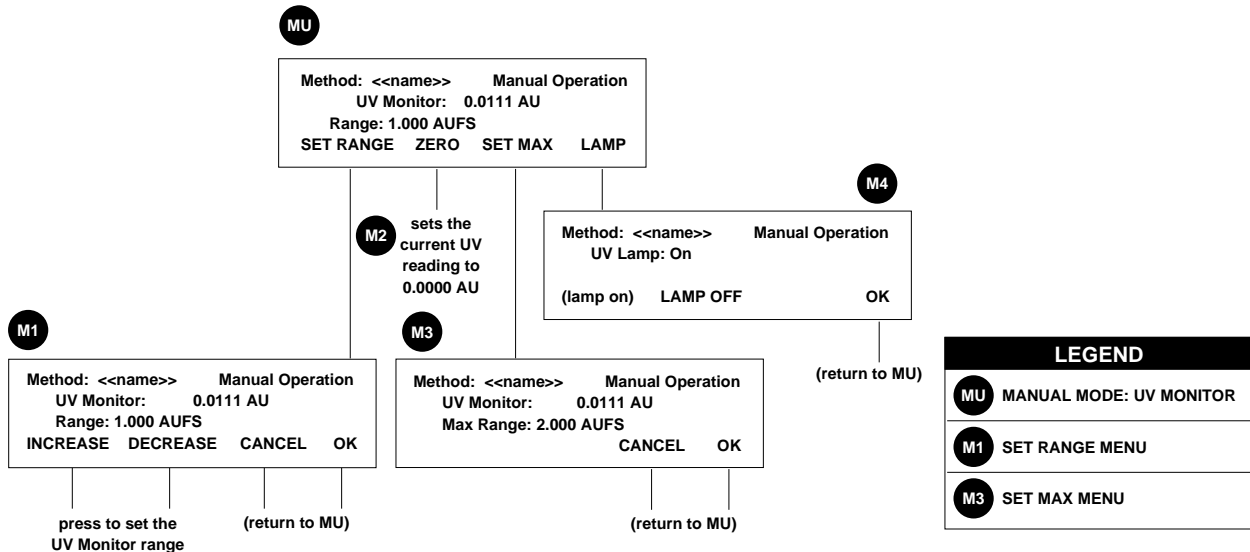 MU
Method: <<name>> Manual Operation
UV Monitor: 0.0111 AU
Range: 1.000 AUFS
SET RANGE ZERO SET MAX LAMP
M2
sets the
current UV
reading to
0.0000 AU
M4
Method: <<name>> Manual Operation
UV Lamp: On
(lamp on) LAMP OFF OK
(return to MU)
M1
Method: <<name>> Manual Operation
UV Monitor: 0.0111 AU
Range: 1.000 AUFS
INCREASE DECREASE CANCEL OK
press to set the
UV Monitor range
(return to MU)
M3
Method: <<name>> Manual Operation
UV Monitor: 0.0111 AU
Max Range: 2.000 AUFS
CANCEL OK
(return to MU)
LEGEND
MU MANUAL MODE: UV MONITOR
M1 SET RANGE MENU
M3 SET MAX MENU